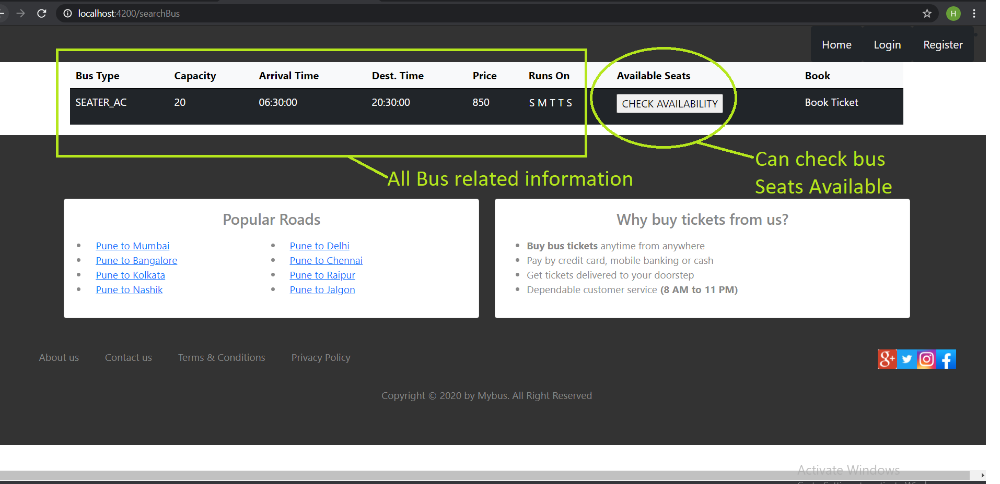 localhost:4200/searchBus
H
Home Login Register
Bus Type Capacity Arrival Time Dest. Time Price Runs On Available Seats Book
SEATER_AC 20 06:30:00 20:30:00 850 S M T T S CHECK AVAILABILITY Book Ticket
All Bus related information
Can check bus
Seats Available
Popular Roads
Pune to Mumbai
Pune to Bangalore
Pune to Kolkata
Pune to Nashik
Pune to Delhi
Pune to Chennai
Pune to Raipur
Pune to Jalgon
Why buy tickets from us?
Buy bus tickets anytime from anywhere
Pay by credit card, mobile banking or cash
Get tickets delivered to your doorstep
Dependable customer service (8 AM to 11 PM)
About us Contact us Terms & Conditions Privacy Policy
g+
Copyright © 2020 by Mybus. All Right Reserved
Activate Windows